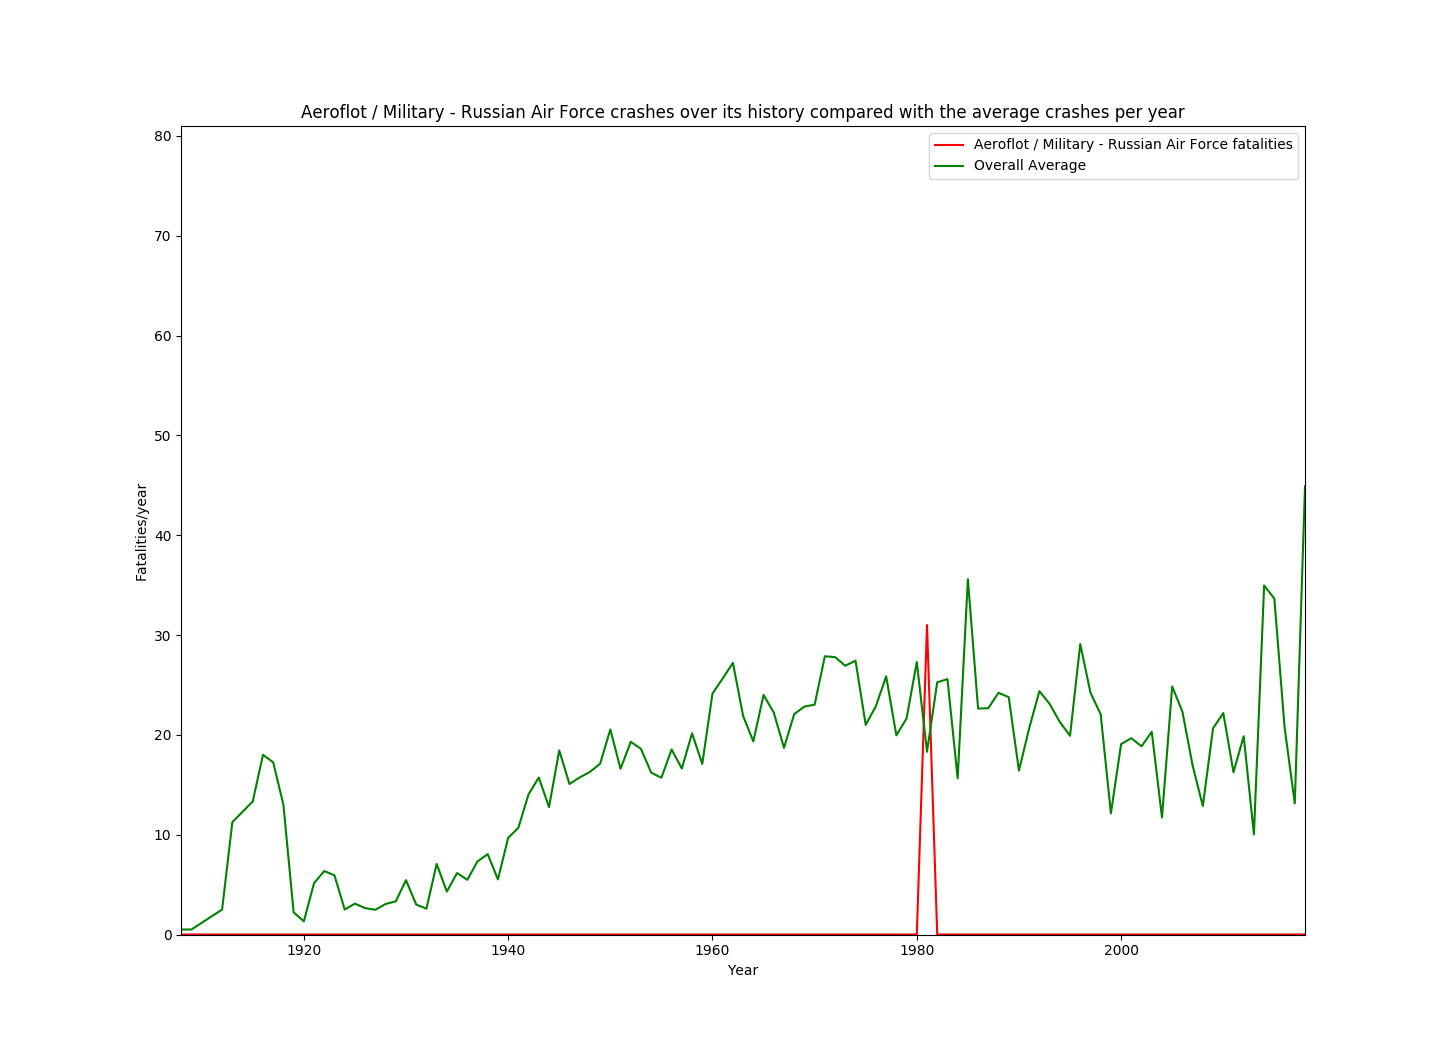 Aeroflot / Military - Russian Air Force crashes over its history compared with the average crashes per year
Aeroflot / Military - Russian Air Force fatalities
Overall Average
80
70
60
50
40
30
20
10
0
Fatalities/year
1920
1940
1960
1980
2000
Year